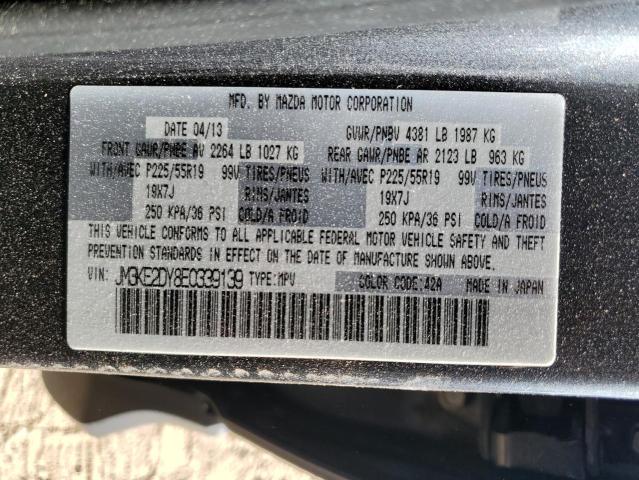 MFD. BY MAZDA MOTOR CORPORATION
DATE 04/13 GVWR/PNBV 4381 LB 1987 KG
FRONT GAWR/PNBE AV 2264 LB 1027 KG REAR GAWR/PNBE AR 2123 LB 963 KG
WITH/AVEC P225/55R19 99V TIRES/PNEUS WITH/AVEC P225/55R19 99V TIRES/PNEUS
19X7J RIMS/JANTES 19X7J RIMS/JANTES
250 KPA/36 PSI COLD/A FROID 250 KPA/36 PSI COLD/A FROID
THIS VEHICLE CONFORMS TO ALL APPLICABLE FEDERAL MOTOR VEHICLE SAFETY AND THEFT
PREVENTION STANDARDS IN EFFECT ON THE DATE OF MANUFACTURE SHOWN ABOVE.
VIN: JM3KE2DY8E0339139 TYPE:MPV COLOR CODE:42A MADE IN JAPAN